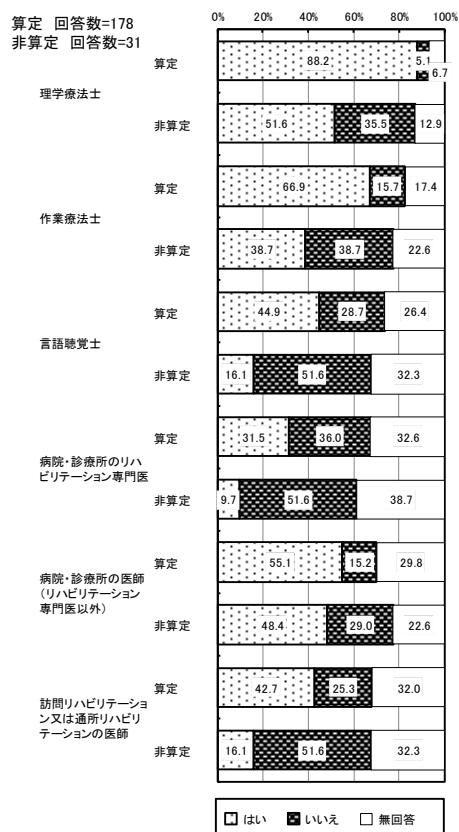 算定　回答数=178
非算定　回答数=31
0% 20% 40% 60% 80% 100%
理学療法士
算定 88.2 5.1 6.7
非算定 51.6 35.5 12.9
作業療法士
算定 66.9 15.7 17.4
非算定 38.7 38.7 22.6
言語聴覚士
算定 44.9 28.7 26.4
非算定 16.1 51.6 32.3
病院・診療所のリハ
ビリテーション専門医
算定 31.5 36.0 32.6
非算定 9.7 51.6 38.7
病院・診療所の医師
(リハビリテーション
専門医以外)
算定 55.1 15.2 29.8
非算定 48.4 29.0 22.6
訪問リハビリテーショ
ン又は通所リハビリ
テーションの医師
算定 42.7 25.3 32.0
非算定 16.1 51.6 32.3
はい いいえ 無回答